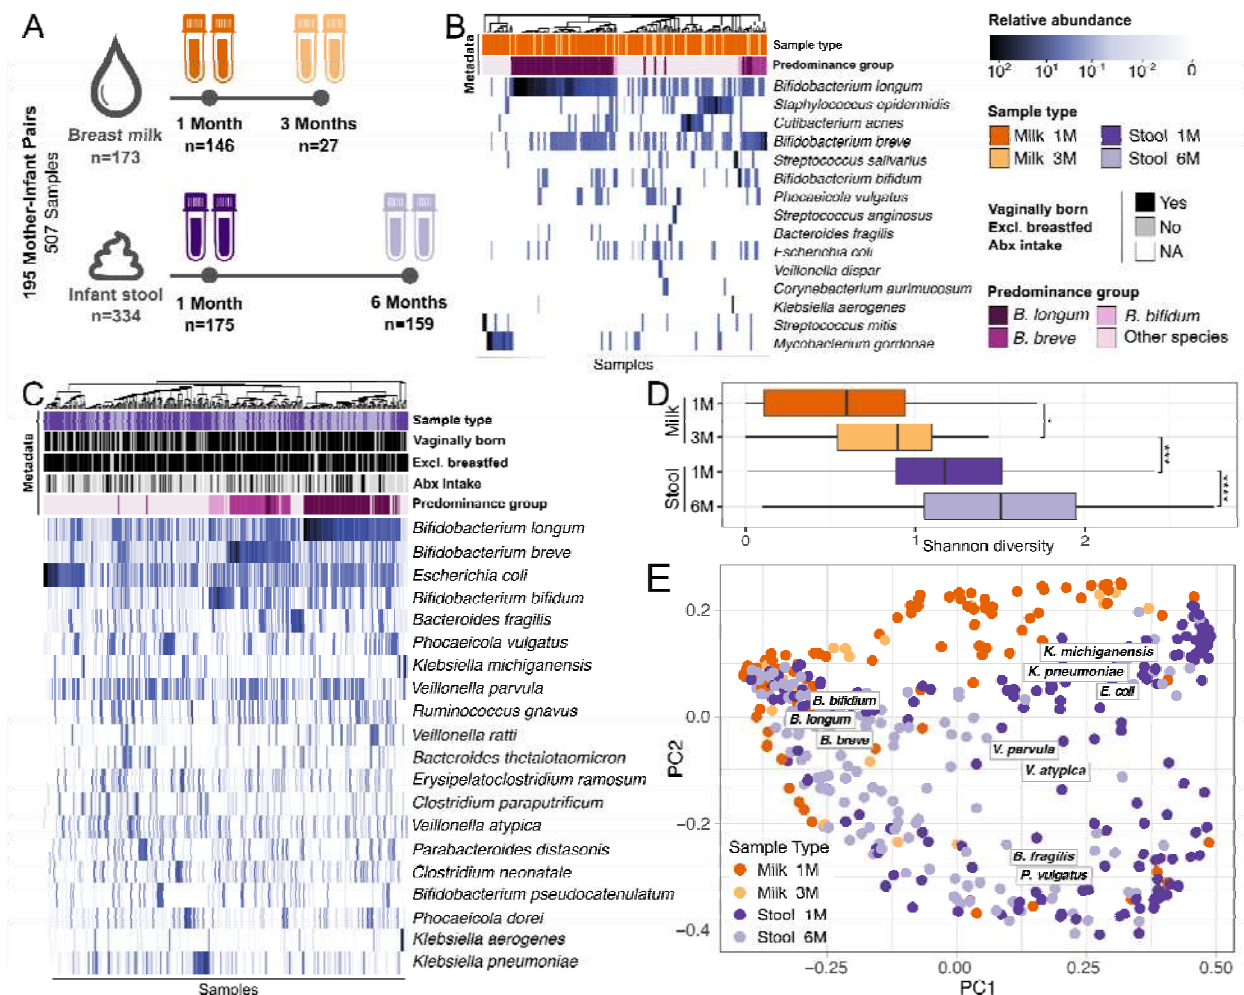 A
195 Mother-Infant Pairs
507 Samples
Breast milk
n=173
1 Month
n=146
3 Months
n=27
Infant stool
n=334
1 Month
n=175
6 Months
n=159
B
Metadata
Sample type
Predominance group
Bifidobacterium longum
Staphylococcus epidermidis
Cutibacterium acnes
Bifidobacterium breve
Streptococcus salivarius
Bifidobacterium bifidum
Phocaeicola vulgatus
Streptococcus anginosus
Bacteroides fragilis
Escherichia coli
Veillonella dispar
Corynebacterium aurimucosum
Klebsiella aerogenes
Streptococcus mitis
Mycobacterium gordonae
Samples
Relative abundance
10² 10¹ 10⁻¹ 10⁻² 0
Sample type
Milk 1M Stool 1M
Milk 3M Stool 6M
Vaginally born
Excl. breastfed
Abx intake
Yes
No
NA
Predominance group
B. longum B. bifidum
B. breve Other species
C
Metadata
Sample type
Vaginally born
Excl. breastfed
Abx Intake
Predominance group
Bifidobacterium longum
Bifidobacterium breve
Escherichia coli
Bifidobacterium bifidum
Bacteroides fragilis
Phocaeicola vulgatus
Klebsiella michiganensis
Veillonella parvula
Ruminococcus gnavus
Veillonella ratti
Bacteroides thetaiotaomicron
Erysipelatoclostridium ramosum
Clostridium paraputrificum
Veillonella atypica
Parabacteroides distasonis
Clostridium neonatale
Bifidobacterium pseudocatenulatum
Phocaeicola dorei
Klebsiella aerogenes
Klebsiella pneumoniae
Samples
D
Milk
1M
3M
Stool
1M
6M
*
***
****
0 1 2
Shannon diversity
E
PC2
0.2
0.0
−0.2
−0.4
K. michiganensis
K. pneumoniae
E. coli
B. bifidium
B. longum
B. breve
V. parvula
V. atypica
B. fragilis
P. vulgatus
Sample Type
Milk 1M
Milk 3M
Stool 1M
Stool 6M
−0.25 0.00 0.25 0.50
PC1